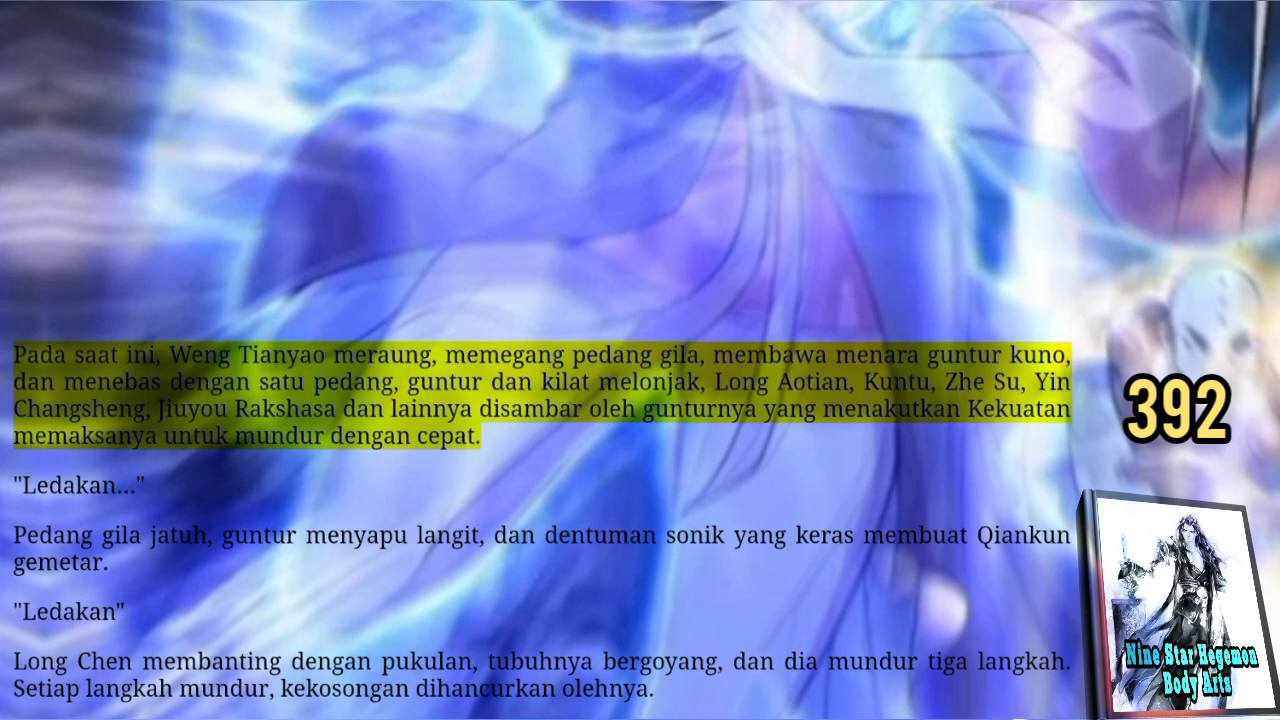 Pada saat ini, Weng Tianyao meraung, memegang pedang gila, membawa menara guntur kuno,
dan menebas dengan satu pedang, guntur dan kilat melonjak, Long Aotian, Kuntu, Zhe Su, Yin
Changsheng, Jiuyou Rakshasa dan lainnya disambar oleh gunturnya yang menakutkan Kekuatan
memaksanya untuk mundur dengan cepat.
"Ledakan..."
Pedang gila jatuh, guntur menyapu langit, dan dentuman sonik yang keras membuat Qiankun
gemetar.
"Ledakan"
Long Chen membanting dengan pukulan, tubuhnya bergoyang, dan dia mundur tiga langkah.
Setiap langkah mundur, kekosongan dihancurkan olehnya.
392
Nine Star Hegemon
Body Arts